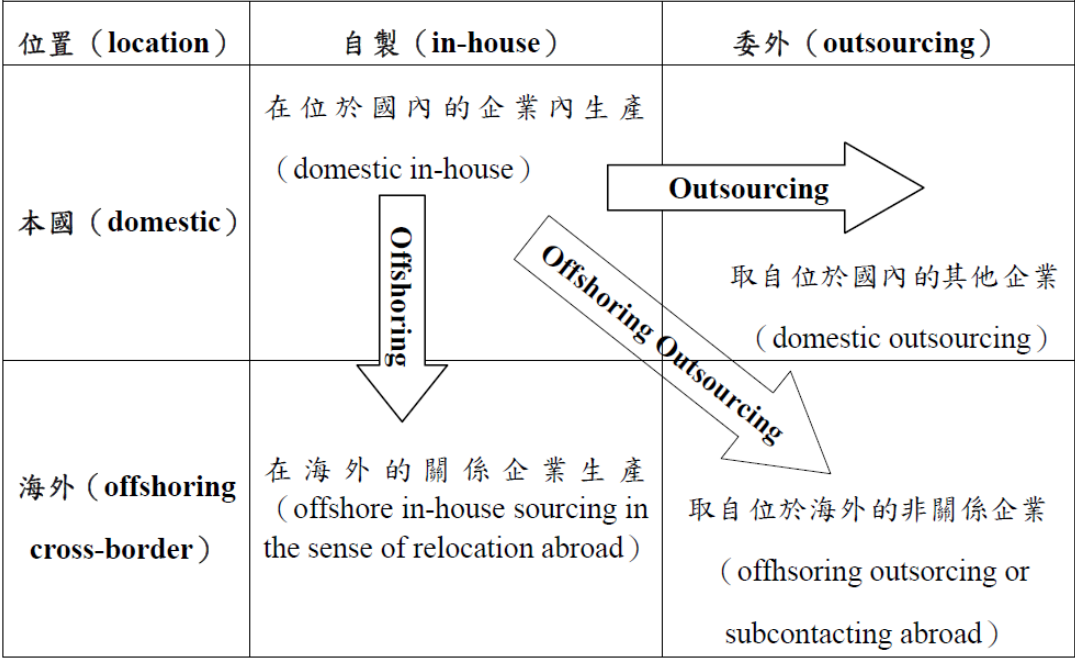 位置（location）
自製（in-house）
委外（outsourcing）
本國（domestic）
在位於國內的企業內生產
（domestic in-house）
Outsourcing
Offshoring
Offshoring Outsourcing
取自位於國內的其他企業
（domestic outsourcing）
海外（offshoring
cross-border）
在海外的關係企業生產
（offshore in-house sourcing in
the sense of relocation abroad）
取自位於海外的非關係企業
（offhsoring outsorcing or
subcontacting abroad）